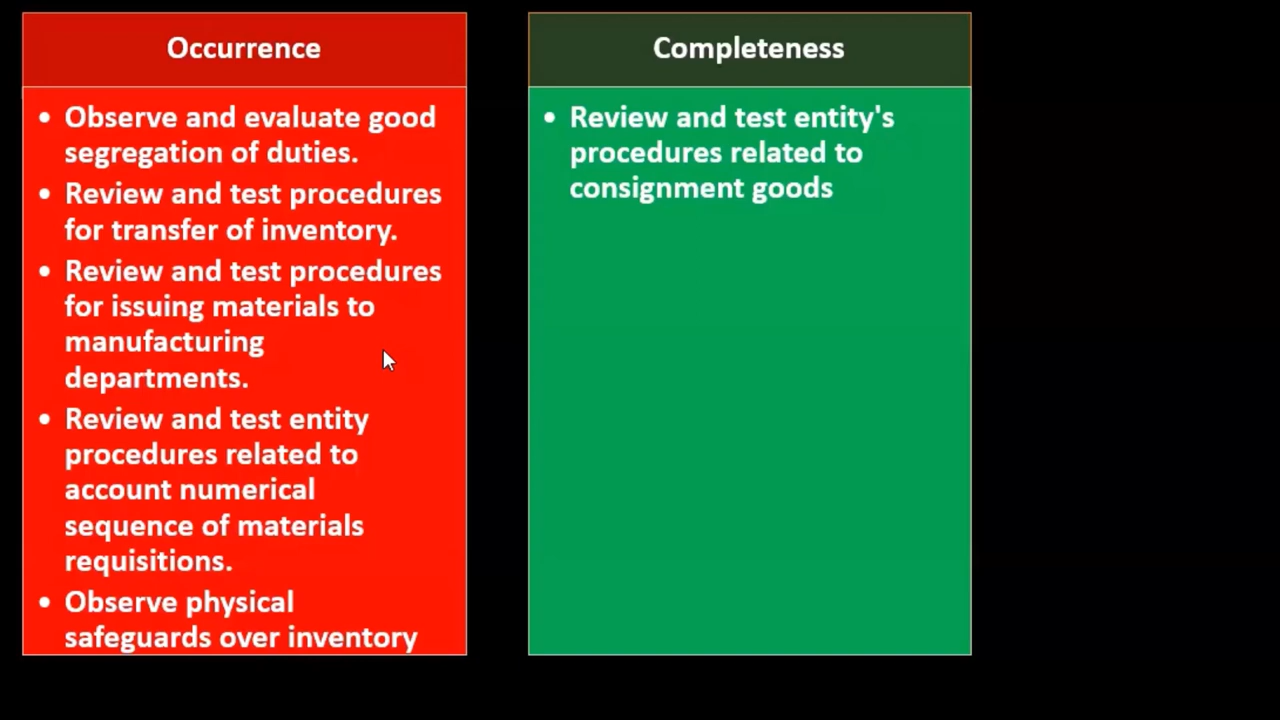 Occurrence
• Observe and evaluate good
segregation of duties.
• Review and test procedures
for transfer of inventory.
• Review and test procedures
for issuing materials to
manufacturing
departments.
• Review and test entity
procedures related to
account numerical
sequence of materials
requisitions.
• Observe physical
safeguards over inventory
Completeness
• Review and test entity's
procedures related to
consignment goods